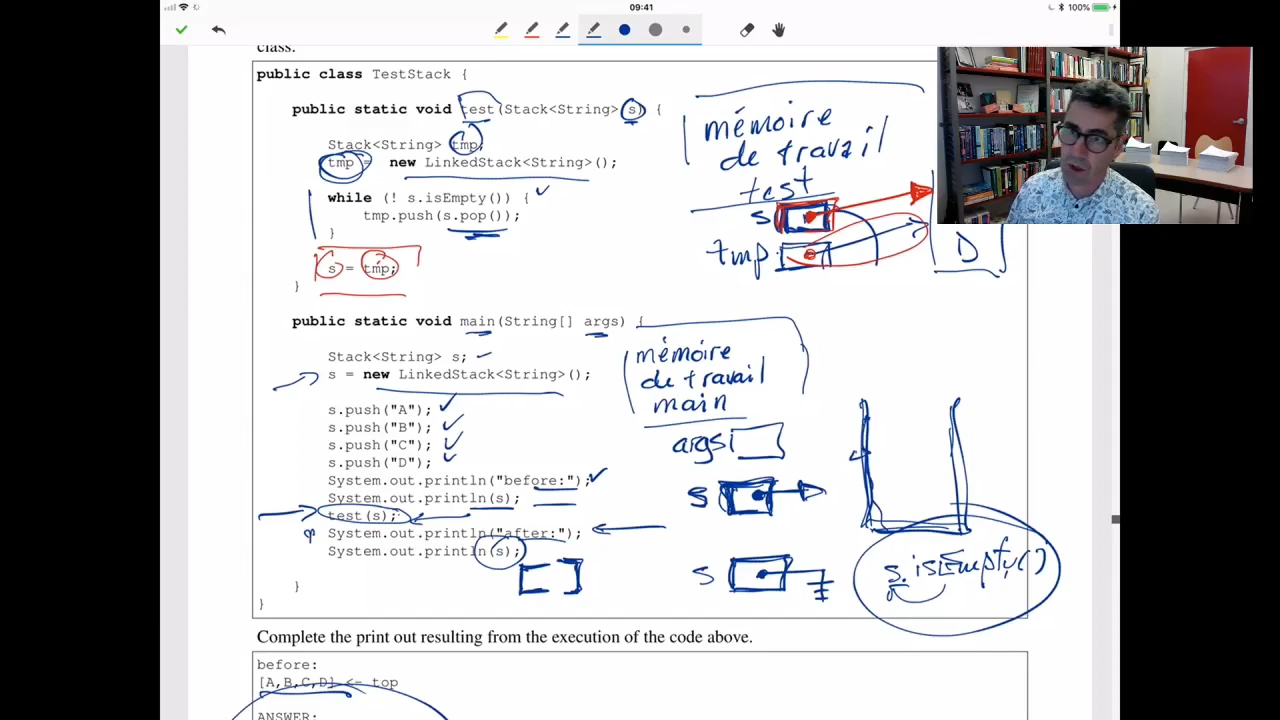 09:41
100%
class.
public class TestStack {
public static void test(Stack<String> s) {
Stack<String> tmp;
tmp = new LinkedStack<String>();
while (! s.isEmpty()) {
tmp.push(s.pop());
}
s = tmp;
}
mémoire
de travail
test
s
tmp
D
public static void main(String[] args) {
Stack<String> s;
s = new LinkedStack<String>();
s.push("A");
s.push("B");
s.push("C");
s.push("D");
System.out.println("before:");
System.out.println(s);
test(s);
System.out.println("after:");
System.out.println(s);
}
}
mémoire
de travail
main
args
s
s
s.isEmpty()
[ ]
Complete the print out resulting from the execution of the code above.
before:
[A,B,C,D] <- top
ANSWER: